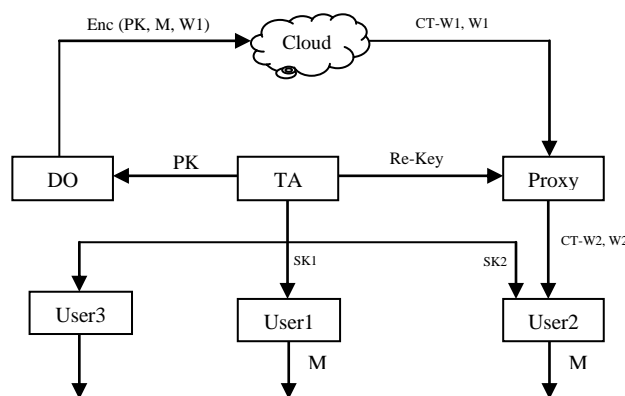 Enc (PK, M, W1)
Cloud
CT-W1, W1
DO
PK
TA
Re-Key
Proxy
CT-W2, W2
SK1
SK2
User3
User1
User2
M
M